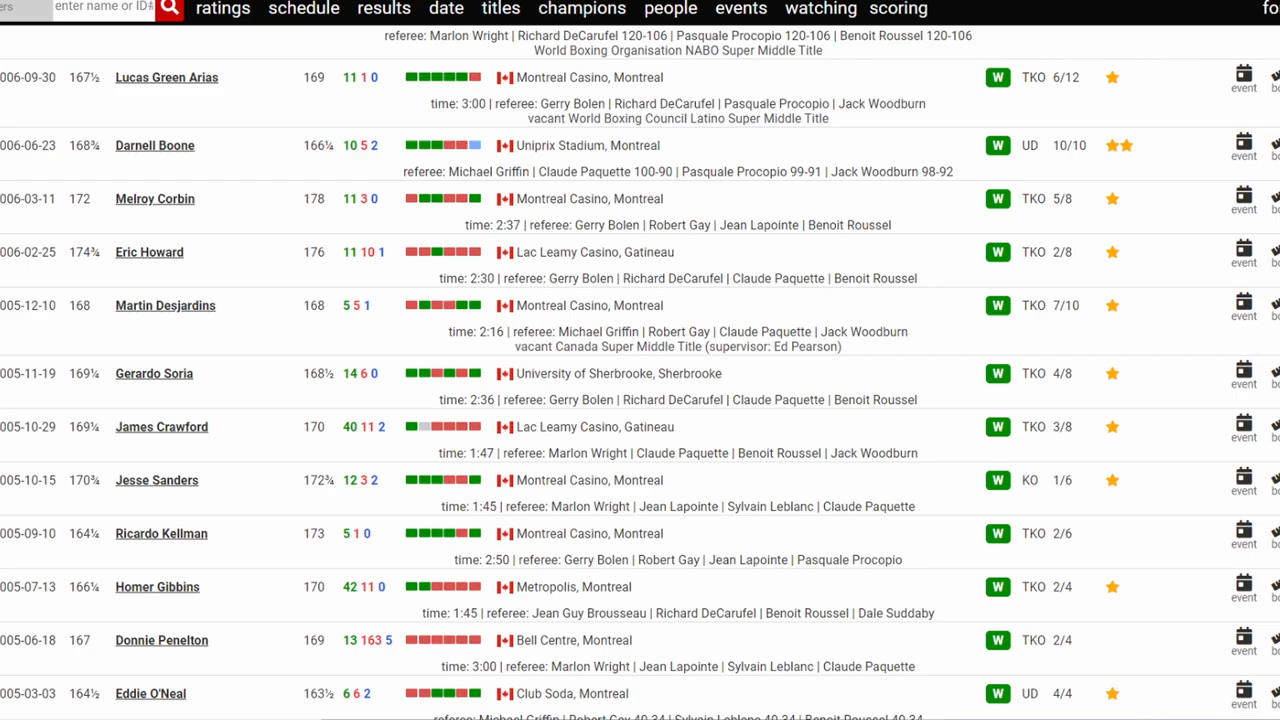 ers enter name or ID# ratings schedule results date titles champions people events watching scoring fo
referee: Marlon Wright | Richard DeCarufel 120-106 | Pasquale Procopio 120-106 | Benoit Roussel 120-106
World Boxing Organisation NABO Super Middle Title
006-09-30 167½ Lucas Green Arias 169 11 1 0 Montreal Casino, Montreal W TKO 6/12 event
time: 3:00 | referee: Gerry Bolen | Richard DeCarufel | Pasquale Procopio | Jack Woodburn
vacant World Boxing Council Latino Super Middle Title
006-06-23 168¾ Darnell Boone 166¼ 10 5 2 Uniprix Stadium, Montreal W UD 10/10 event
referee: Michael Griffin | Claude Paquette 100-90 | Pasquale Procopio 99-91 | Jack Woodburn 98-92
006-03-11 172 Melroy Corbin 178 11 3 0 Montreal Casino, Montreal W TKO 5/8 event
time: 2:37 | referee: Gerry Bolen | Robert Gay | Jean Lapointe | Benoit Roussel
006-02-25 174¾ Eric Howard 176 11 10 1 Lac Leamy Casino, Gatineau W TKO 2/8 event
time: 2:30 | referee: Gerry Bolen | Richard DeCarufel | Claude Paquette | Benoit Roussel
005-12-10 168 Martin Desjardins 168 5 5 1 Montreal Casino, Montreal W TKO 7/10 event
time: 2:16 | referee: Michael Griffin | Robert Gay | Claude Paquette | Jack Woodburn
vacant Canada Super Middle Title (supervisor: Ed Pearson)
005-11-19 169¼ Gerardo Soria 168½ 14 6 0 University of Sherbrooke, Sherbrooke W TKO 4/8 event
time: 2:36 | referee: Gerry Bolen | Richard DeCarufel | Claude Paquette | Benoit Roussel
005-10-29 169¼ James Crawford 170 40 11 2 Lac Leamy Casino, Gatineau W TKO 3/8 event
time: 1:47 | referee: Marlon Wright | Claude Paquette | Benoit Roussel | Jack Woodburn
005-10-15 170¾ Jesse Sanders 172¾ 12 3 2 Montreal Casino, Montreal W KO 1/6 event
time: 1:45 | referee: Marlon Wright | Jean Lapointe | Sylvain Leblanc | Claude Paquette
005-09-10 164¼ Ricardo Kellman 173 5 1 0 Montreal Casino, Montreal W TKO 2/6 event
time: 2:50 | referee: Gerry Bolen | Robert Gay | Jean Lapointe | Pasquale Procopio
005-07-13 166¼ Homer Gibbins 170 42 11 0 Metropolis, Montreal W TKO 2/4 event
time: 1:45 | referee: Jean Guy Brousseau | Richard DeCarufel | Benoit Roussel | Dale Suddaby
005-06-18 167 Donnie Penelton 169 13 163 5 Bell Centre, Montreal W TKO 2/4 event
time: 3:00 | referee: Marlon Wright | Jean Lapointe | Sylvain Leblanc | Claude Paquette
005-03-03 164½ Eddie O'Neal 163½ 6 6 2 Club Soda, Montreal W UD 4/4 event
referee: Michael Griffin | Robert Gay 40-34 | Sylvain Leblanc 40-34 | Benoit Roussel 40-34